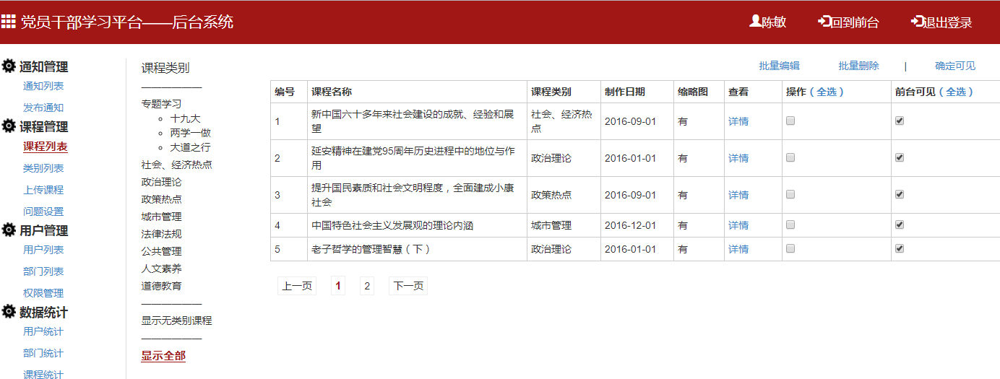 党员干部学习平台——后台系统
陈敏 回到前台 退出登录
通知管理
通知列表
发布通知
课程管理
课程列表
类别列表
上传课程
问题设置
用户管理
用户列表
部门列表
权限管理
数据统计
用户统计
部门统计
课程统计
课程类别
——————
专题学习
十九大
两学一做
大道之行
社会、经济热点
政治理论
政策热点
城市管理
法律法规
公共管理
人文素养
道德教育
——————
显示无类别课程
——————
显示全部
批量编辑 批量删除 | 确定可见
编号 课程名称 课程类别 制作日期 缩略图 查看 操作（全选） 前台可见（全选）
1 新中国六十多年来社会建设的成就、经验和展 社会、经济热 2016-09-01 有 详情
望 点
2 延安精神在建党95周年历史进程中的地位与作 政治理论 2016-01-01 有 详情
用
3 提升国民素质和社会文明程度，全面建成小康 政策热点 2016-09-01 有 详情
社会
4 中国特色社会主义发展观的理论内涵 城市管理 2016-12-01 有 详情
5 老子哲学的管理智慧（下） 政治理论 2016-01-01 有 详情
上一页 1 2 下一页